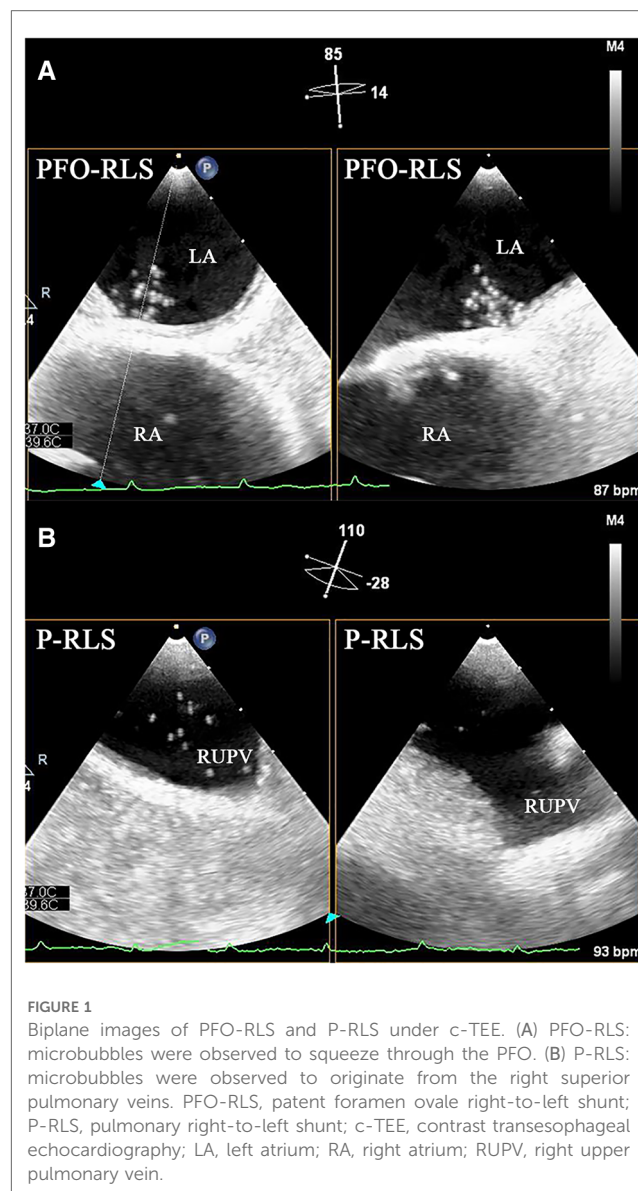 A
85
14
M4
PFO-RLS
P
PFO-RLS
LA
LA
R
RA
RA
37.0C
39.6C
87 bpm
B
110
-28
M4
P-RLS
P
P-RLS
R
RUPV
RUPV
37.0C
39.6C
93 bpm
FIGURE 1
Biplane images of PFO-RLS and P-RLS under c-TEE. (A) PFO-RLS:
microbubbles were observed to squeeze through the PFO. (B) P-RLS:
microbubbles were observed to originate from the right superior
pulmonary veins. PFO-RLS, patent foramen ovale right-to-left shunt;
P-RLS, pulmonary right-to-left shunt; c-TEE, contrast transesophageal
echocardiography; LA, left atrium; RA, right atrium; RUPV, right upper
pulmonary vein.